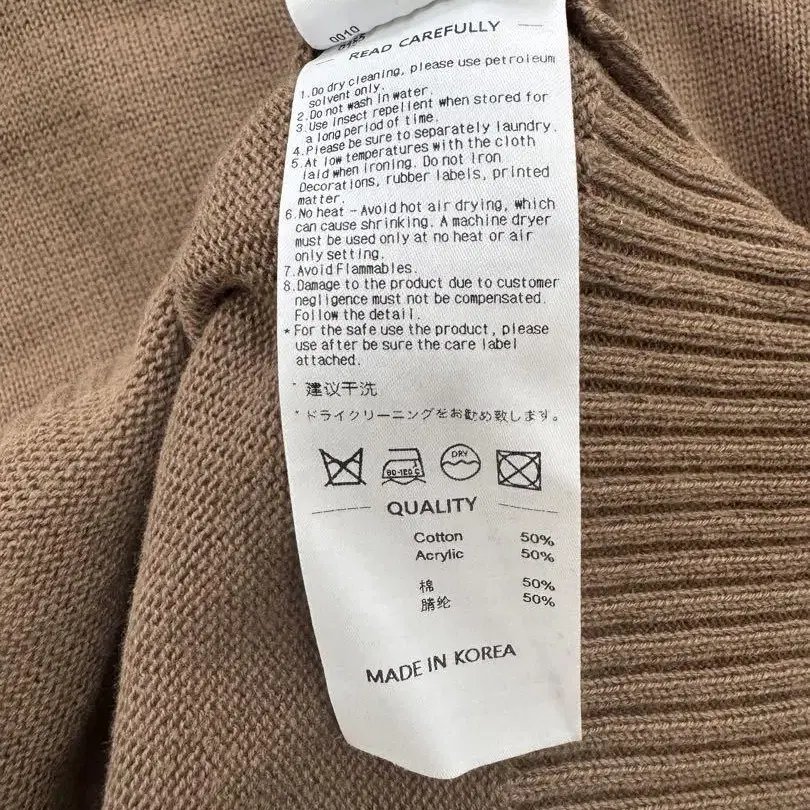 0010
READ CAREFULLY
1.Do dry cleaning, please use petroleum
solvent only.
2.Do not wash in water.
3.Use insect repellent when stored for
a long period of time.
4.Please be sure to separately laundry.
5.At low temperatures with the cloth
laid when ironing. Do not Iron
Decorations, rubber labels, printed
matter.
6.No heat - Avoid hot air drying, which
can cause shrinking. A machine dryer
must be used only at no heat or air
only setting.
7.Avoid Flammables.
8.Damage to the product due to customer
negligence must not be compensated.
Follow the detail.
* For the safe use the product, please
use after be sure the care label
attached.
* 建议干洗
* ドライクリーニングをお勧め致します。
80-120℃ DRY
QUALITY
Cotton 50%
Acrylic 50%
棉 50%
腈纶 50%
MADE IN KOREA